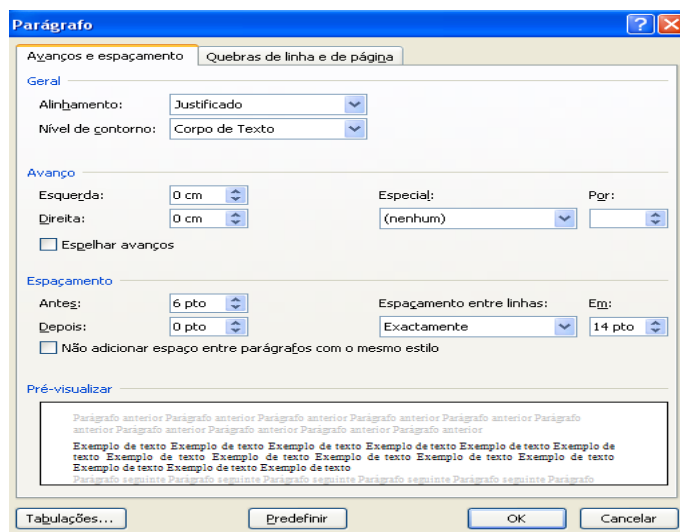 Parágrafo
Avanços e espaçamento Quebras de linha e de página
Geral
Alinhamento: Justificado
Nível de contorno: Corpo de Texto
Avanço
Esquerda: 0 cm Especial: Por:
Direita: 0 cm (nenhum)
Espelhar avanços
Espaçamento
Antes: 6 pto Espaçamento entre linhas: Em:
Depois: 0 pto Exactamente 14 pto
Não adicionar espaço entre parágrafos com o mesmo estilo
Pré-visualizar
Parágrafo anterior Parágrafo anterior Parágrafo anterior Parágrafo anterior Parágrafo anterior Parágrafo
anterior Parágrafo anterior Parágrafo anterior Parágrafo anterior Parágrafo anterior
Exemplo de texto Exemplo de texto Exemplo de texto Exemplo de texto Exemplo de texto Exemplo de
texto Exemplo de texto Exemplo de texto Exemplo de texto Exemplo de texto Exemplo de texto
Exemplo de texto Exemplo de texto Exemplo de texto
Parágrafo seguinte Parágrafo seguinte Parágrafo seguinte Parágrafo seguinte Parágrafo seguinte Parágrafo
Tabulações... Predefinir OK Cancelar